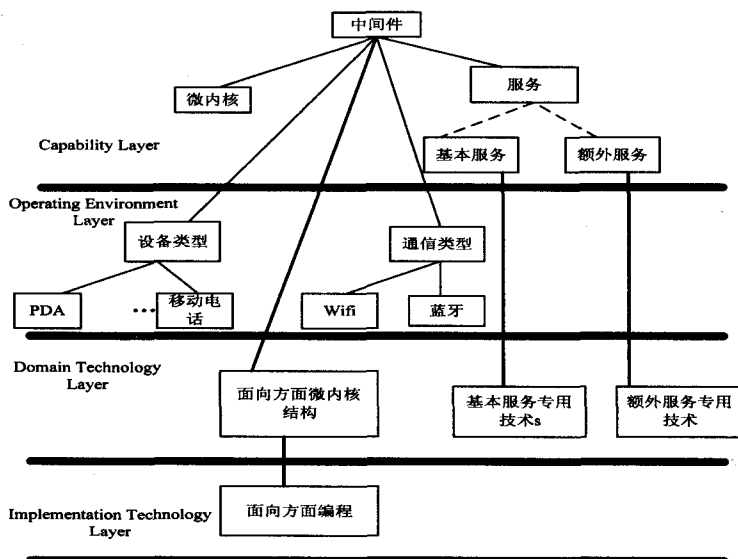 中间件
微内核
服务
Capability Layer
基本服务
额外服务
Operating Environment
Layer
设备类型
通信类型
PDA
...
移动电
话
Wifi
蓝牙
Domain Technology
Layer
面向方面微内核
结构
基本服务专用
技术s
额外服务专用
技术
Implementation Technology
Layer
面向方面编程